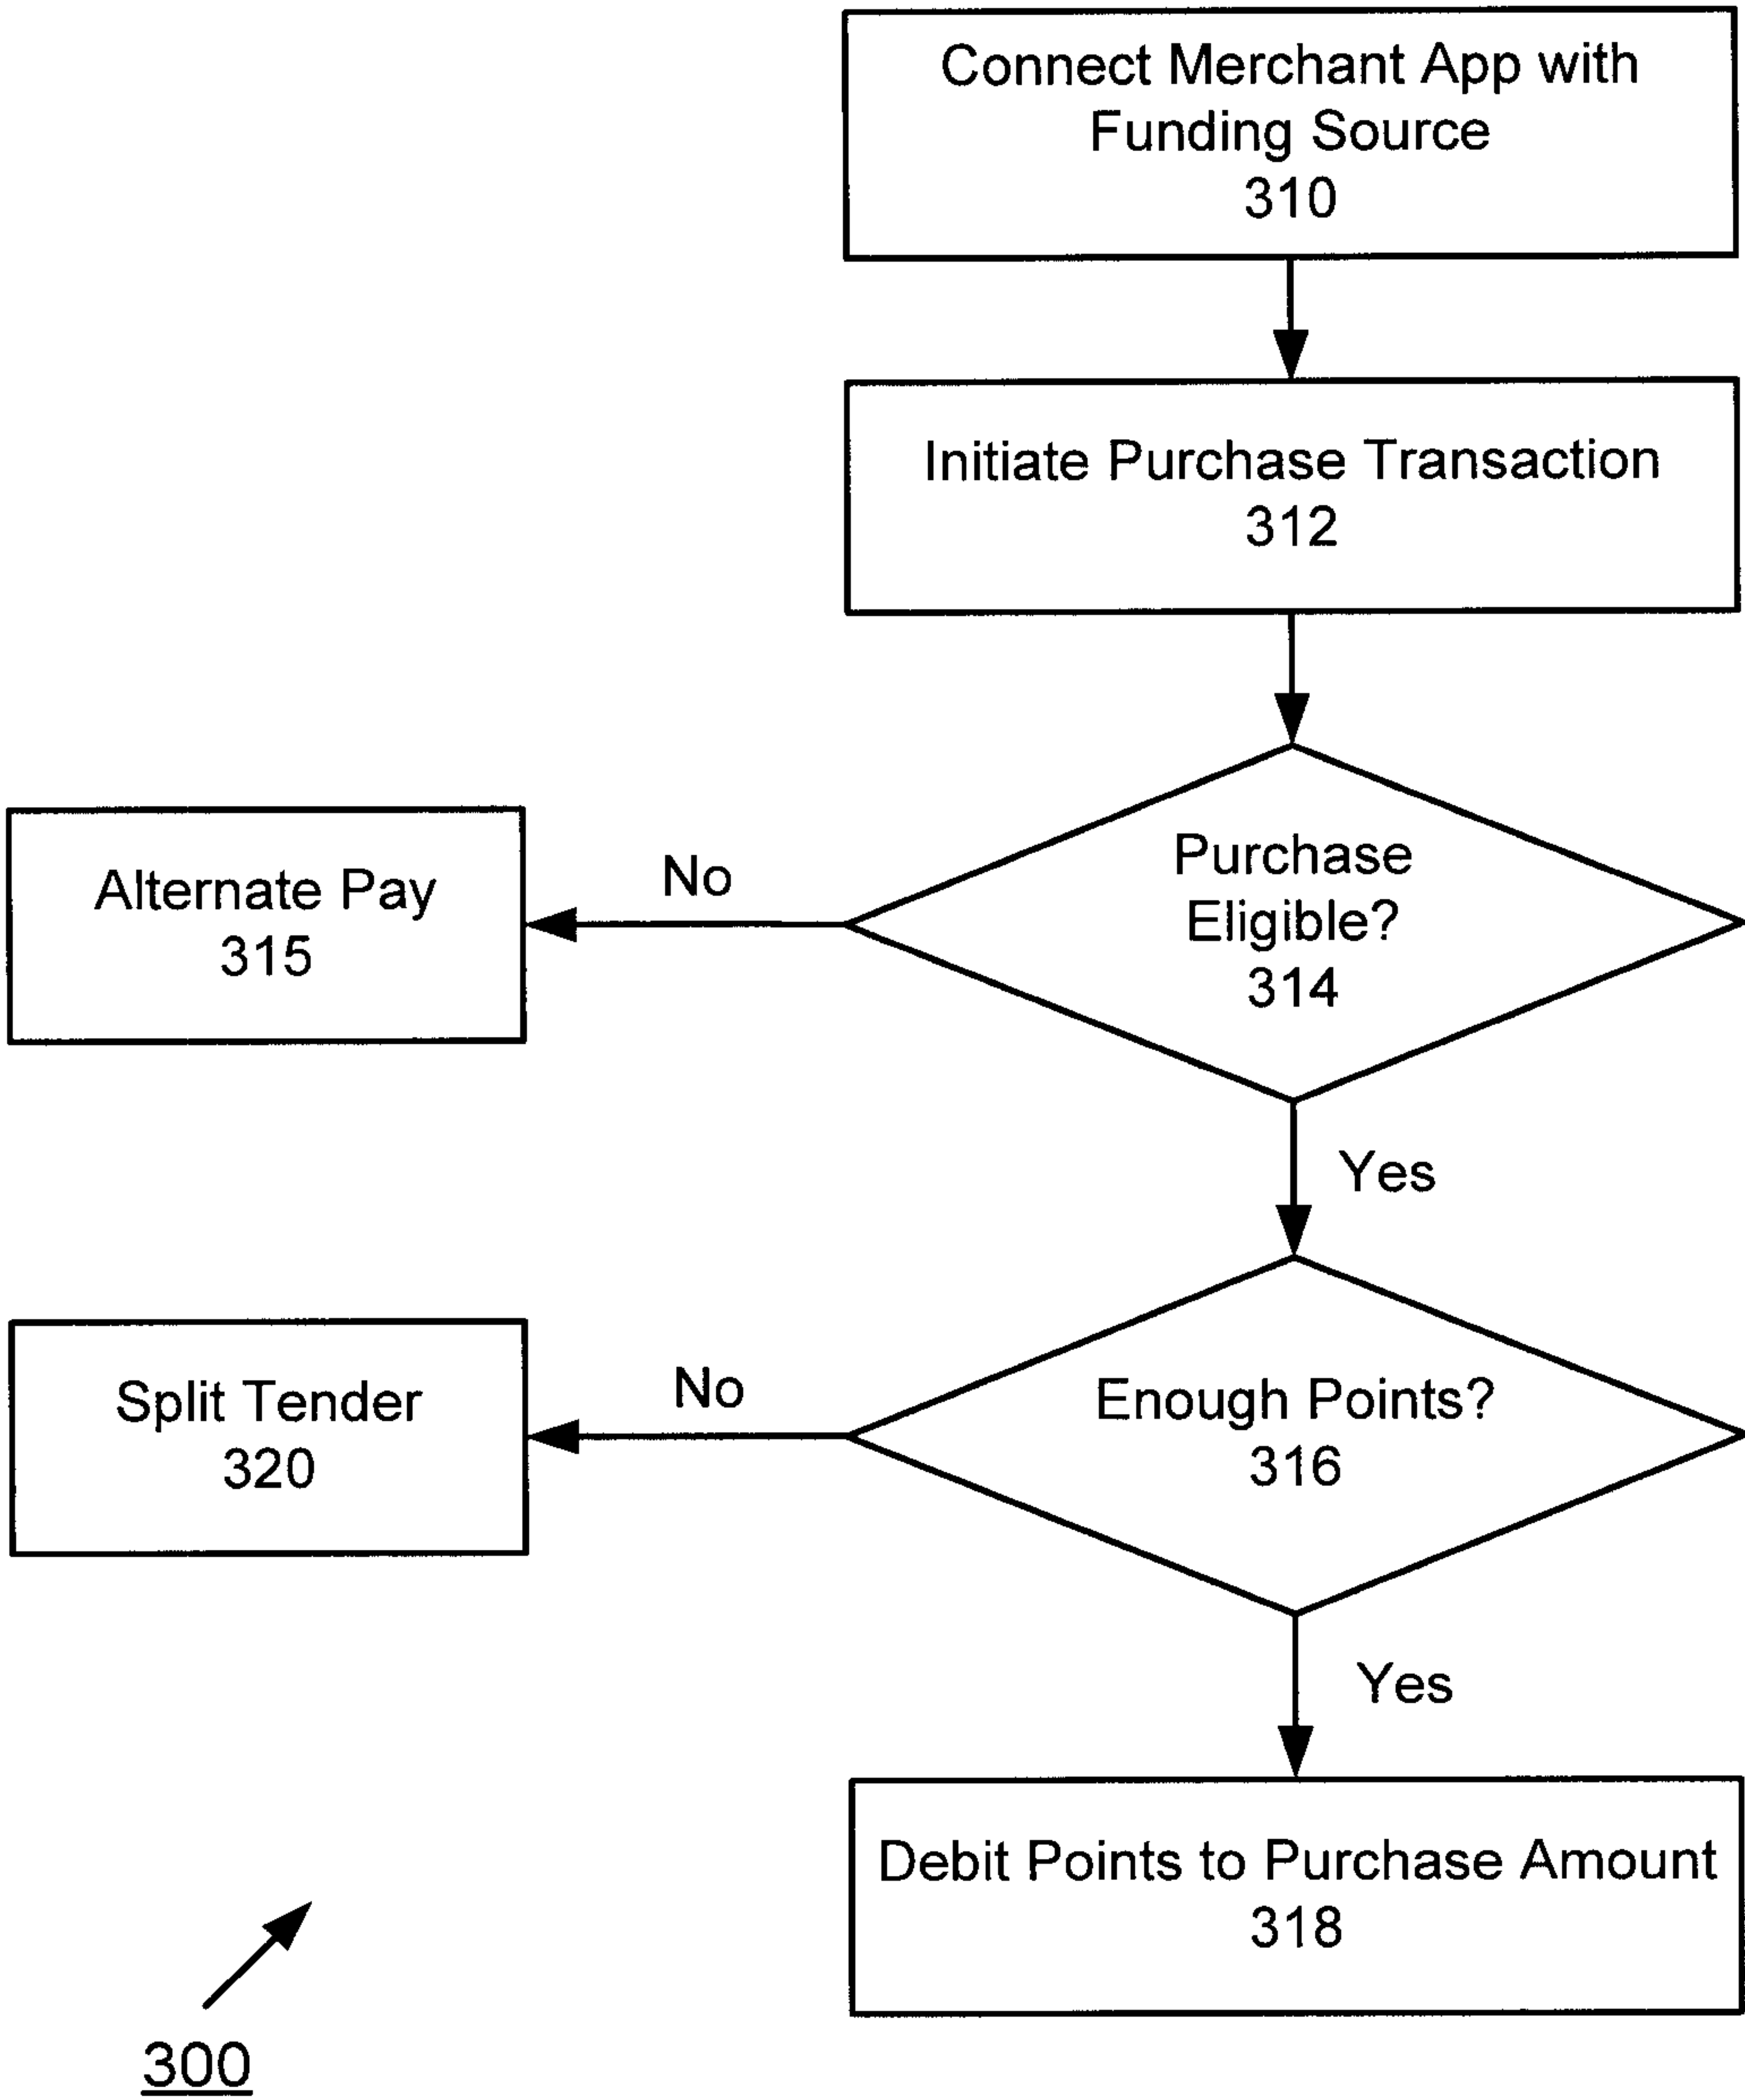 Connect Merchant App with
Funding Source
310
Initiate Purchase Transaction
312
Purchase
Eligible?
314
No
Alternate Pay
315
Yes
Enough Points?
316
No
Split Tender
320
Yes
Debit Points to Purchase Amount
318
300